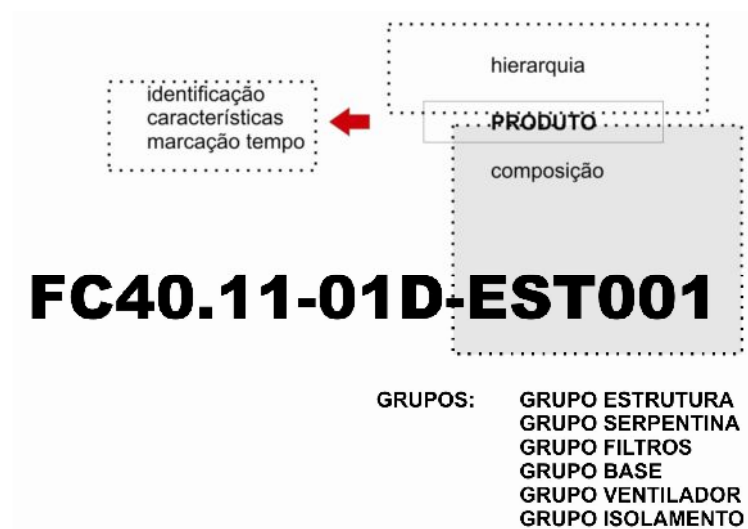 hierarquia
identificação
características
marcação tempo
PRODUTO
composição
FC40.11-01D-EST001
GRUPOS: GRUPO ESTRUTURA
GRUPO SERPENTINA
GRUPO FILTROS
GRUPO BASE
GRUPO VENTILADOR
GRUPO ISOLAMENTO